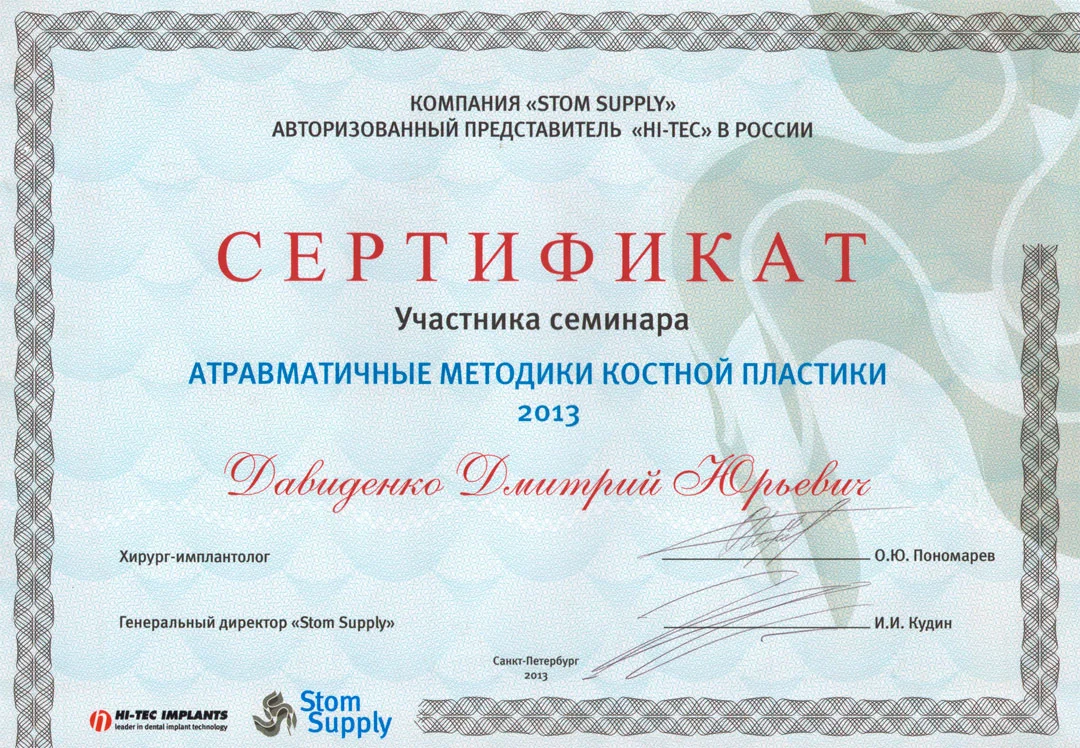 КОМПАНИЯ «STOM SUPPLY»
АВТОРИЗОВАННЫЙ ПРЕДСТАВИТЕЛЬ «HI-TEC» В РОССИИ
СЕРТИФИКАТ
Участника семинара
АТРАВМАТИЧНЫЕ МЕТОДИКИ КОСТНОЙ ПЛАСТИКИ
2013
Давиденко Дмитрий Юрьевич
Хирург-имплантолог О.Ю. Пономарев
Генеральный директор «Stom Supply» И.И. Кудин
Санкт-Петербург
2013
HI-TEC IMPLANTS
leader in dental implant technology
Stom
Supply